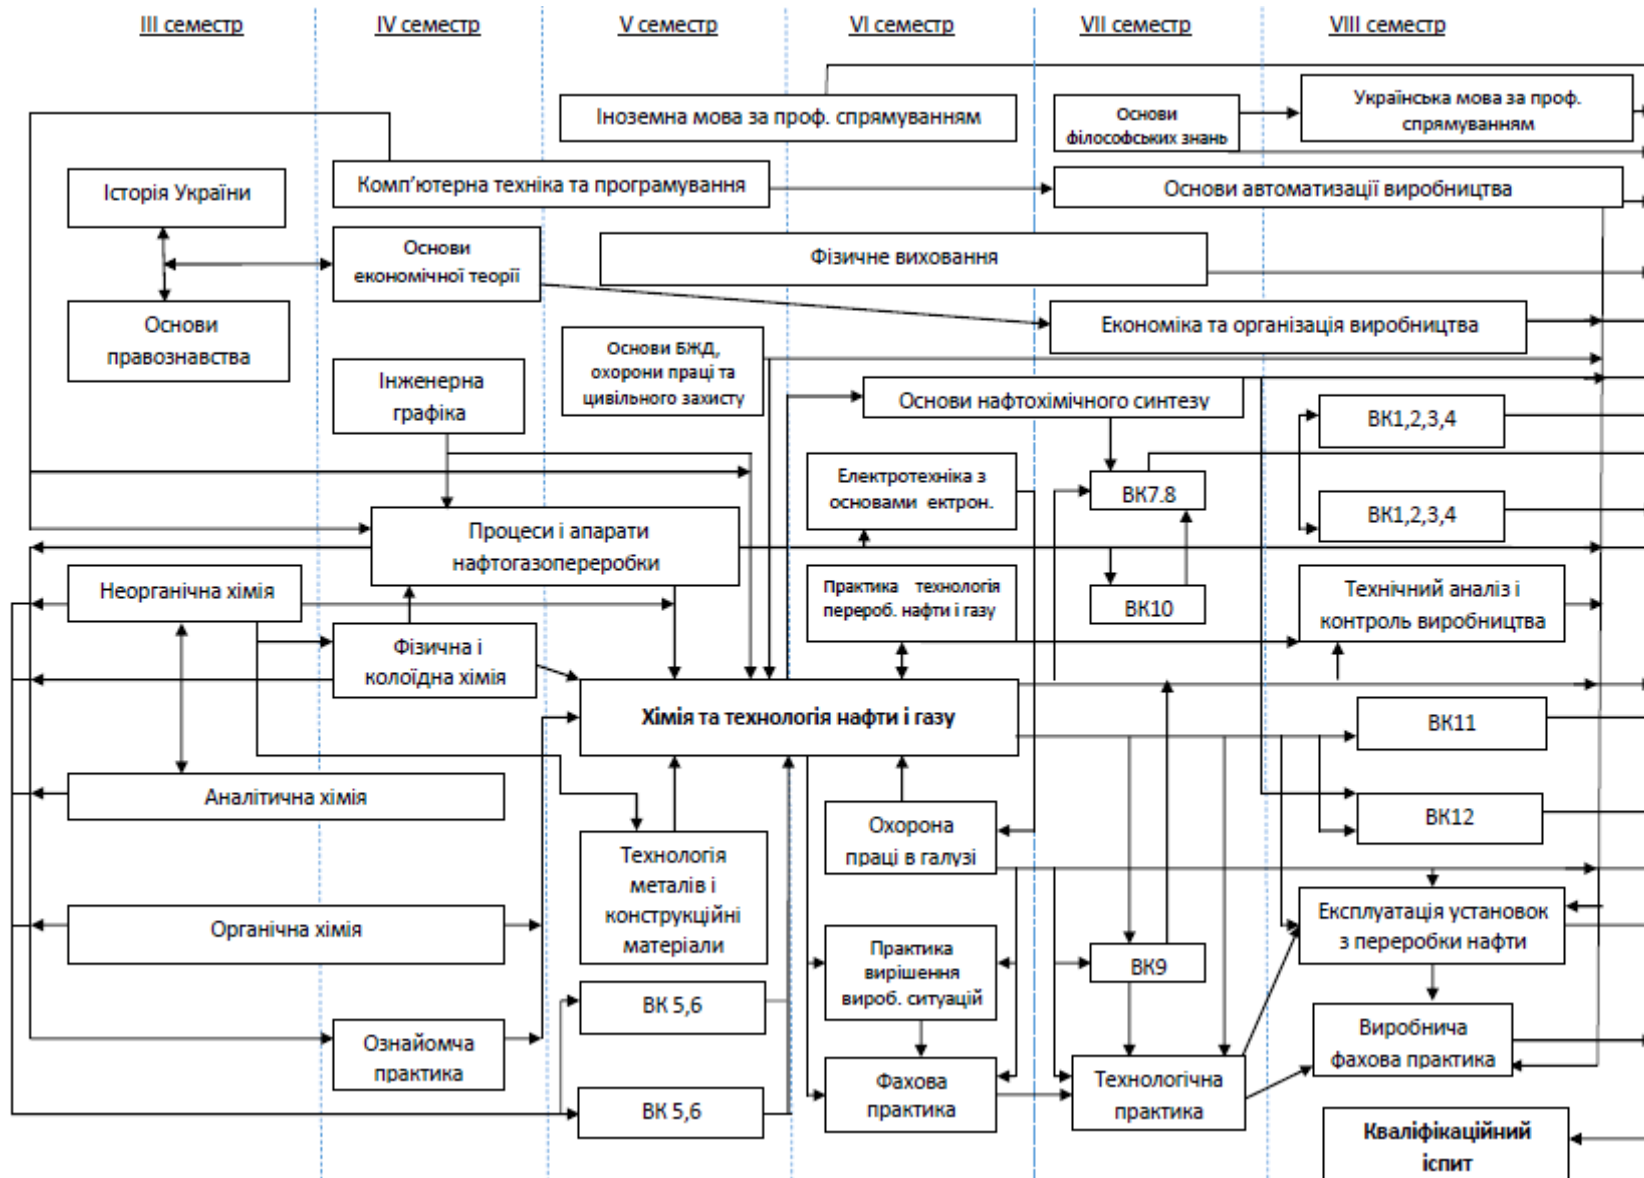 III семестр
IV семестр
V семестр
VI семестр
VII семестр
VIII семестр
Іноземна мова за проф. спрямуванням
Основи
філософських знань
Українська мова за проф.
спрямуванням
Історія України
Комп’ютерна техніка та програмування
Основи автоматизації виробництва
Основи
економічної теорії
Фізичне виховання
Основи
правознавства
Економіка та організація виробництва
Інженерна
графіка
Основи БЖД,
охорони праці та
цивільного захисту
Основи нафтохімічного синтезу
ВК1,2,3,4
Електротехніка з
основами ектрон.
ВК7.8
ВК1,2,3,4
Процеси і апарати
нафтогазопереробки
Неорганічна хімія
Практика технологія
перероб. нафти і газу
ВК10
Технічний аналіз і
контроль виробництва
Фізична і
колоїдна хімія
Хімія та технологія нафти і газу
ВК11
Аналітична хімія
Технологія
металів і
конструкційні
матеріали
Охорона
праці в галузі
ВК12
Органічна хімія
Практика
вирішення
вироб. ситуацій
ВК9
Експлуатація установок
з переробки нафти
ВК 5,6
Ознайомча
практика
Виробнича
фахова практика
ВК 5,6
Фахова
практика
Технологічна
практика
Кваліфікаційний
іспит